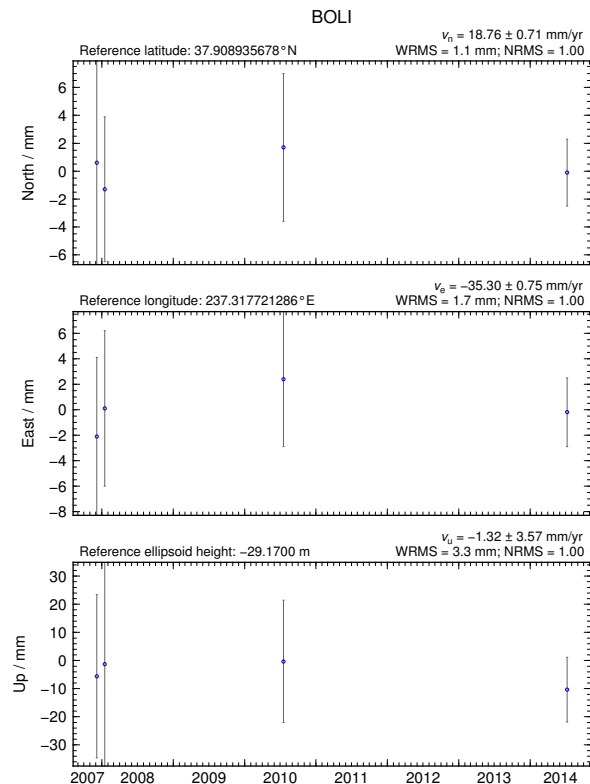 BOLI
vn = 18.76 ± 0.71 mm/yr
Reference latitude: 37.908935678°N WRMS = 1.1 mm; NRMS = 1.00
6
4
2
0
−2
−4
−6
North / mm
ve = −35.30 ± 0.75 mm/yr
Reference longitude: 237.317721286°E WRMS = 1.7 mm; NRMS = 1.00
6
4
2
0
−2
−4
−6
−8
East / mm
vu = −1.32 ± 3.57 mm/yr
Reference ellipsoid height: −29.1700 m WRMS = 3.3 mm; NRMS = 1.00
30
20
10
0
−10
−20
−30
Up / mm
2007 2008 2009 2010 2011 2012 2013 2014